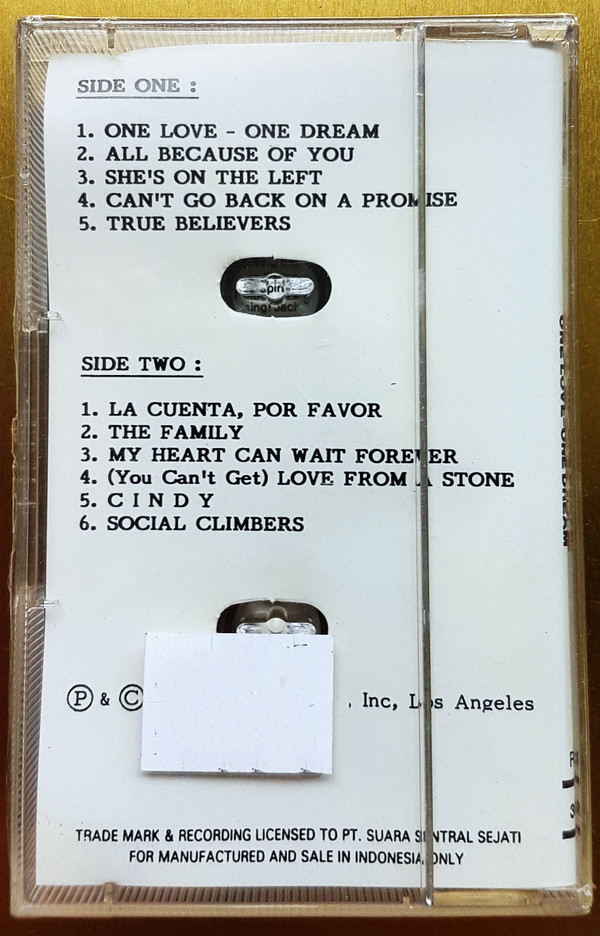 SIDE ONE :
1. ONE LOVE - ONE DREAM
2. ALL BECAUSE OF YOU
3. SHE'S ON THE LEFT
4. CAN'T GO BACK ON A PROMISE
5. TRUE BELIEVERS
SIDE TWO :
1. LA CUENTA, POR FAVOR
2. THE FAMILY
3. MY HEART CAN WAIT FOREVER
4. (You Can't Get) LOVE FROM A STONE
5. C I N D Y
6. SOCIAL CLIMBERS
Ⓟ & ©
, Inc, Los Angeles
TRADE MARK & RECORDING LICENSED TO PT. SUARA SENTRAL SEJATI
FOR MANUFACTURED AND SALE IN INDONESIA ONLY
ONE LOVE-ONE DREAM